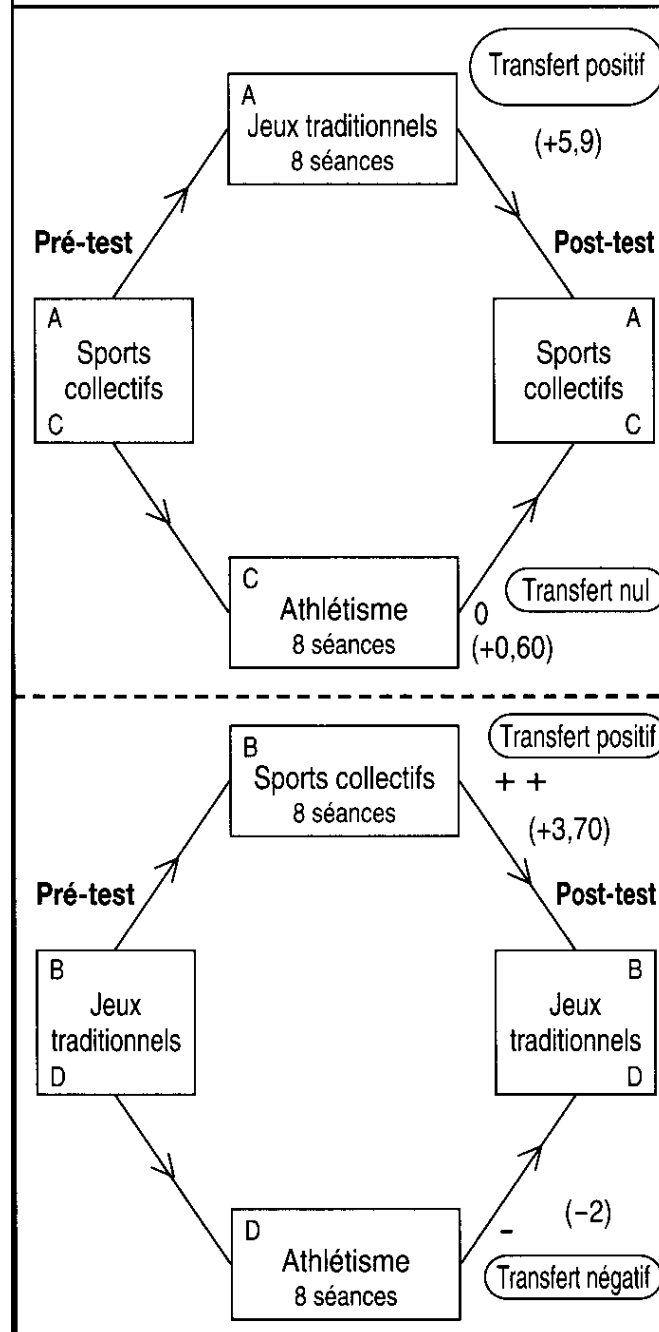 Transfert positif
A
Jeux traditionnels
8 séances
(+5,9)
Pré-test
Post-test
A
Sports
collectifs
C
A
Sports
collectifs
C
C
Athlétisme
8 séances
0
Transfert nul
(+0,60)
B
Sports collectifs
8 séances
Transfert positif
+ +
(+3,70)
Pré-test
Post-test
B
Jeux
traditionnels
D
B
Jeux
traditionnels
D
D
Athlétisme
8 séances
-
(−2)
Transfert négatif